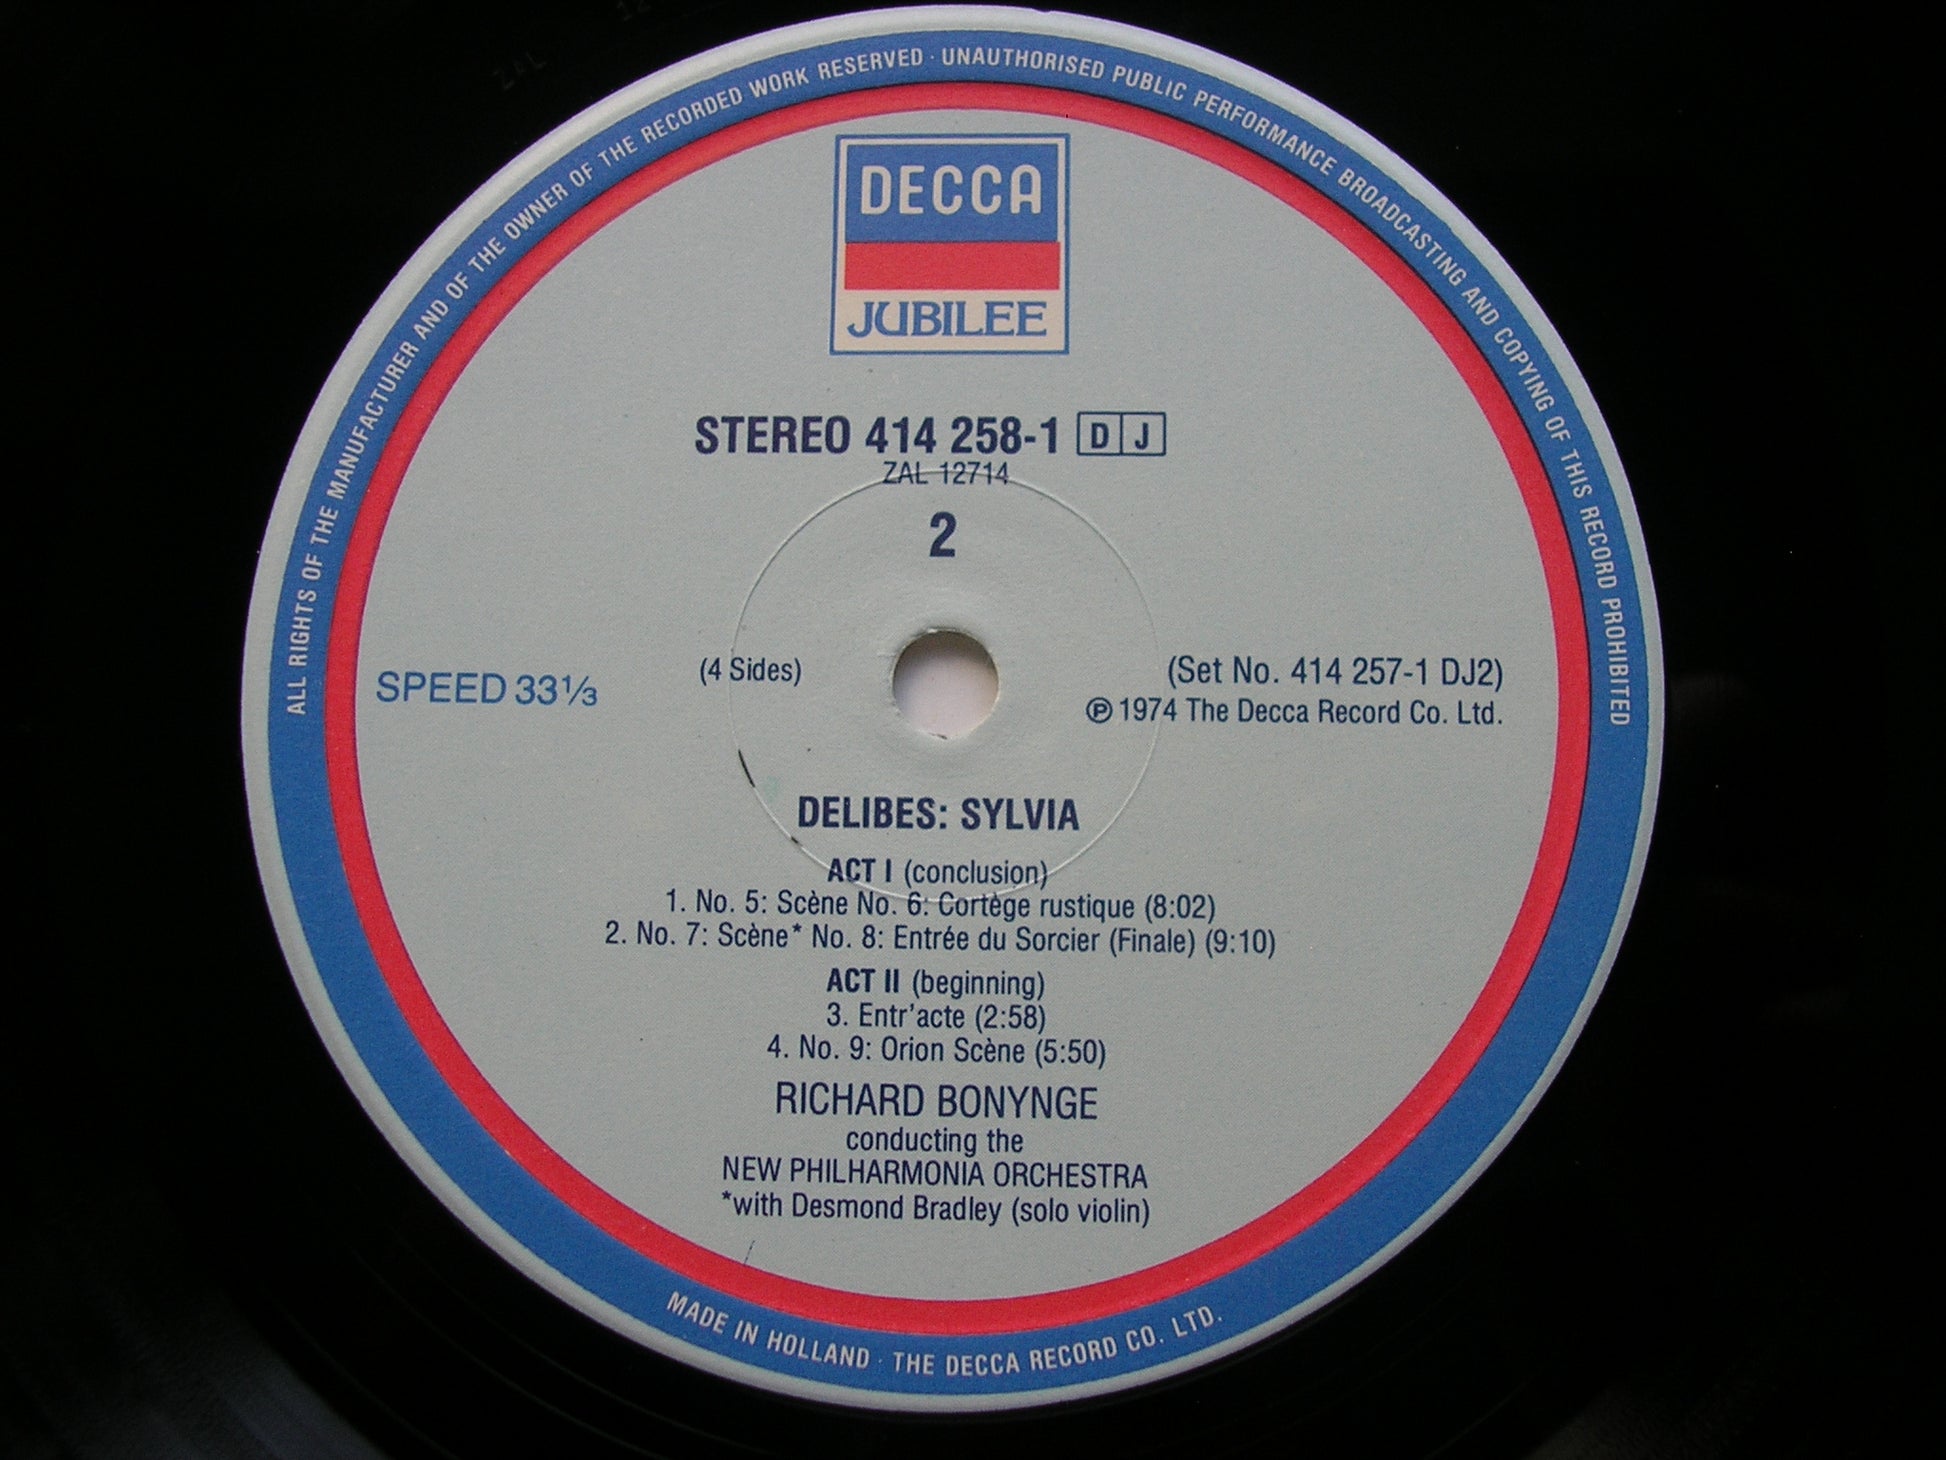 ALL RIGHTS OF THE MANUFACTURER AND OF THE OWNER OF THE RECORDED WORK RESERVED · UNAUTHORISED PUBLIC PERFORMANCE BROADCASTING AND COPYING OF THIS RECORD PROHIBITED
DECCA
JUBILEE
STEREO 414 258-1 D J
ZAL 12714
2
SPEED 33⅓
(4 Sides)
(Set No. 414 257-1 DJ2)
℗ 1974 The Decca Record Co. Ltd.
DELIBES: SYLVIA
ACT I (conclusion)
1. No. 5: Scène No. 6: Cortège rustique (8:02)
2. No. 7: Scène* No. 8: Entrée du Sorcier (Finale) (9:10)
ACT II (beginning)
3. Entr'acte (2:58)
4. No. 9: Orion Scène (5:50)
RICHARD BONYNGE
conducting the
NEW PHILHARMONIA ORCHESTRA
*with Desmond Bradley (solo violin)
MADE IN HOLLAND · THE DECCA RECORD CO. LTD.